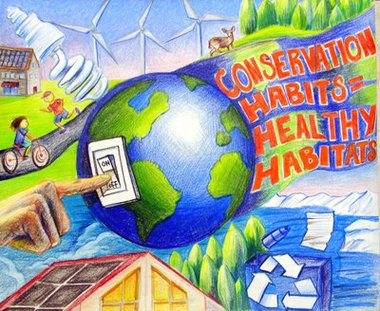 CONSERVATION
HABITS =
HEALTHY
HABITATS
ON
OFF